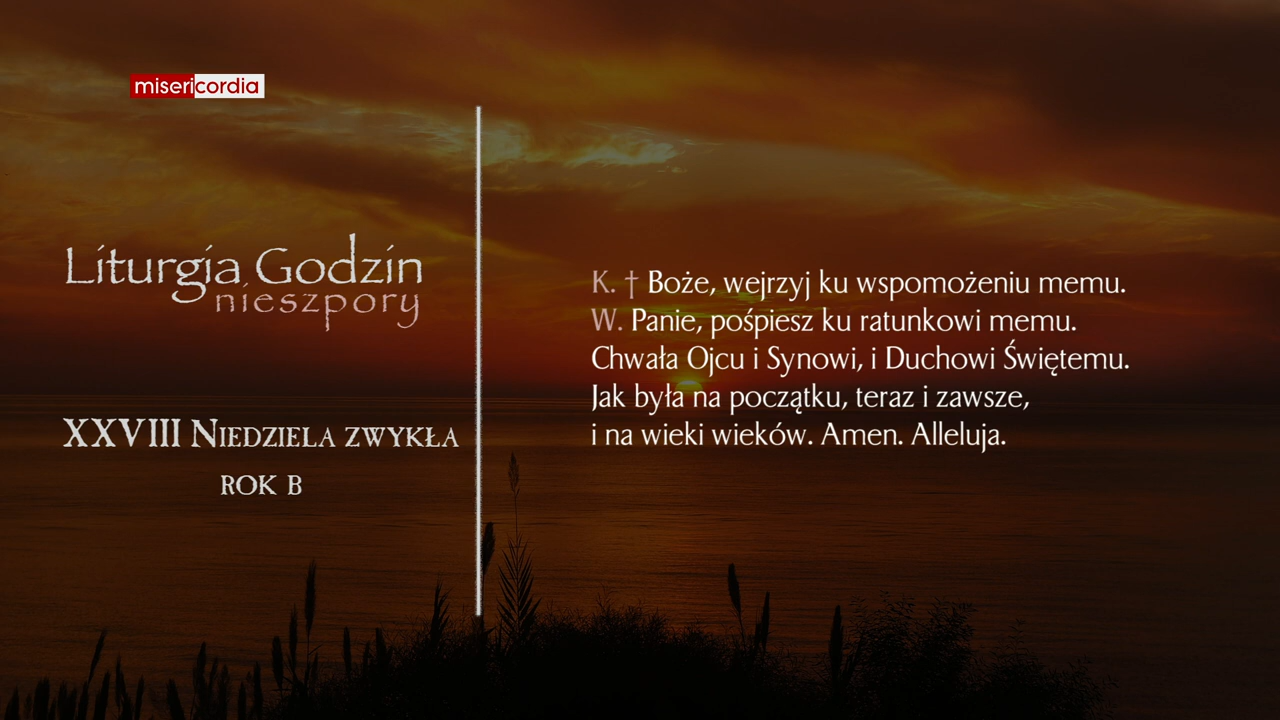 misericordia
Liturgia Godzin
nieszpory
XXVIII Niedziela zwykła
rok B
K. † Boże, wejrzyj ku wspomożeniu memu.
W. Panie, pośpiesz ku ratunkowi memu.
Chwała Ojcu i Synowi, i Duchowi Świętemu.
Jak była na początku, teraz i zawsze,
i na wieki wieków. Amen. Alleluja.